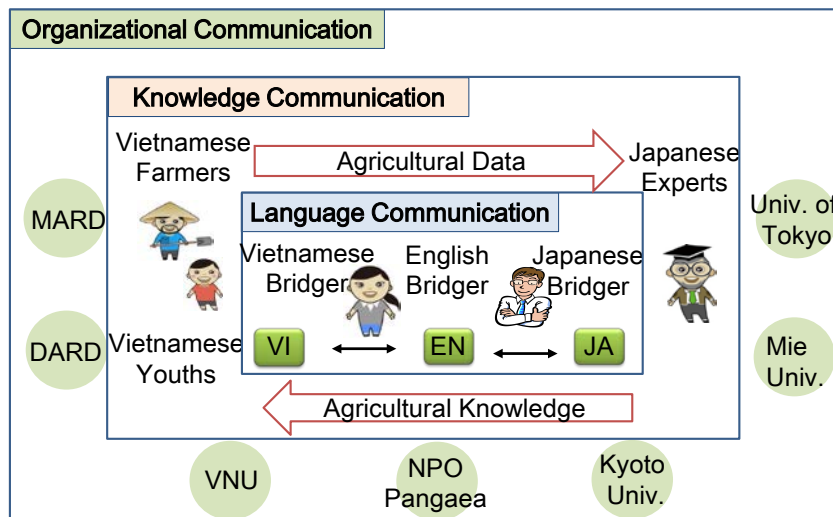 Organizational Communication
Knowledge Communication
Vietnamese
Farmers
Agricultural Data
Japanese
Experts
MARD
Univ. of
Tokyo
Language Communication
Vietnamese
Bridger
English
Bridger
Japanese
Bridger
DARD
Vietnamese
Youths
VI
EN
JA
Mie
Univ.
Agricultural Knowledge
VNU
NPO
Pangaea
Kyoto
Univ.